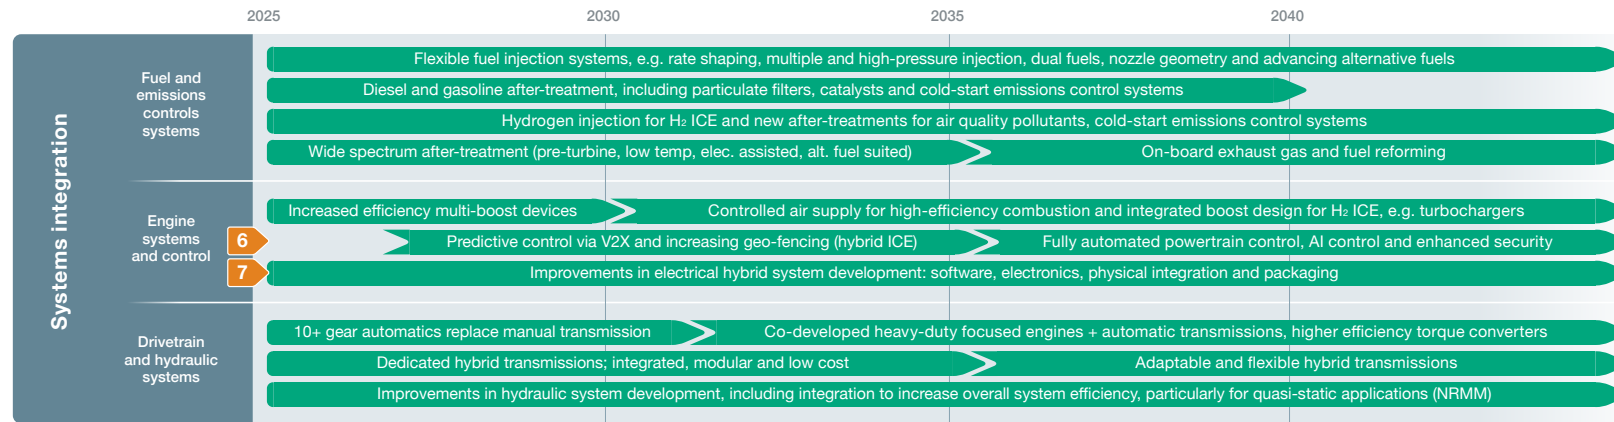 2025 2030 2035 2040
Systems integration
Fuel and
emissions
controls
systems
Flexible fuel injection systems, e.g. rate shaping, multiple and high-pressure injection, dual fuels, nozzle geometry and advancing alternative fuels
Diesel and gasoline after-treatment, including particulate filters, catalysts and cold-start emissions control systems
Hydrogen injection for H₂ ICE and new after-treatments for air quality pollutants, cold-start emissions control systems
Wide spectrum after-treatment (pre-turbine, low temp, elec. assisted, alt. fuel suited) On-board exhaust gas and fuel reforming
Engine
systems
and control
Increased efficiency multi-boost devices Controlled air supply for high-efficiency combustion and integrated boost design for H₂ ICE, e.g. turbochargers
6 Predictive control via V2X and increasing geo-fencing (hybrid ICE) Fully automated powertrain control, AI control and enhanced security
7 Improvements in electrical hybrid system development: software, electronics, physical integration and packaging
Drivetrain
and hydraulic
systems
10+ gear automatics replace manual transmission Co-developed heavy-duty focused engines + automatic transmissions, higher efficiency torque converters
Dedicated hybrid transmissions; integrated, modular and low cost Adaptable and flexible hybrid transmissions
Improvements in hydraulic system development, including integration to increase overall system efficiency, particularly for quasi-static applications (NRMM)